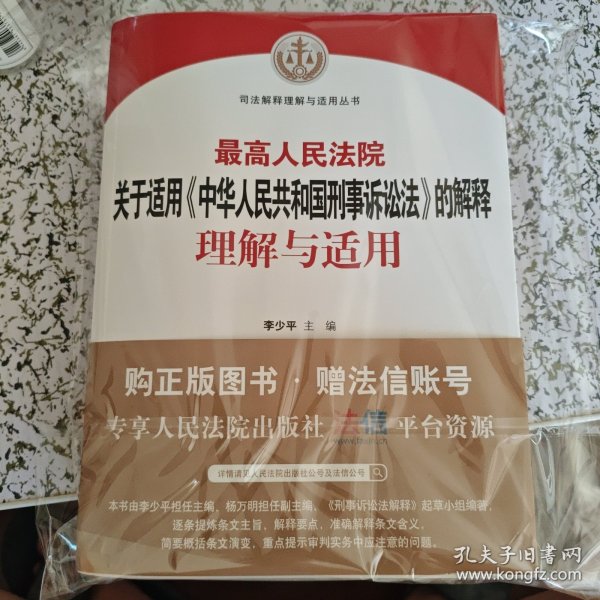 司法解释理解与适用丛书
最高人民法院
关于适用《中华人民共和国刑事诉讼法》的解释
理解与适用
李少平 主 编
购正版图书 · 赠法信账号
专享人民法院出版社 法信 平台资源
www.faxin.cn
详情请见人民法院出版社公号及法信公号
本书由李少平担任主编、杨万明担任副主编，《刑事诉讼法解释》起草小组编著，
逐条提炼条文主旨、解释要点，准确解释条文含义，
简要概括条文演变，重点提示审判实务中应注意的问题。
孔夫子旧书网
www.kongfz.com